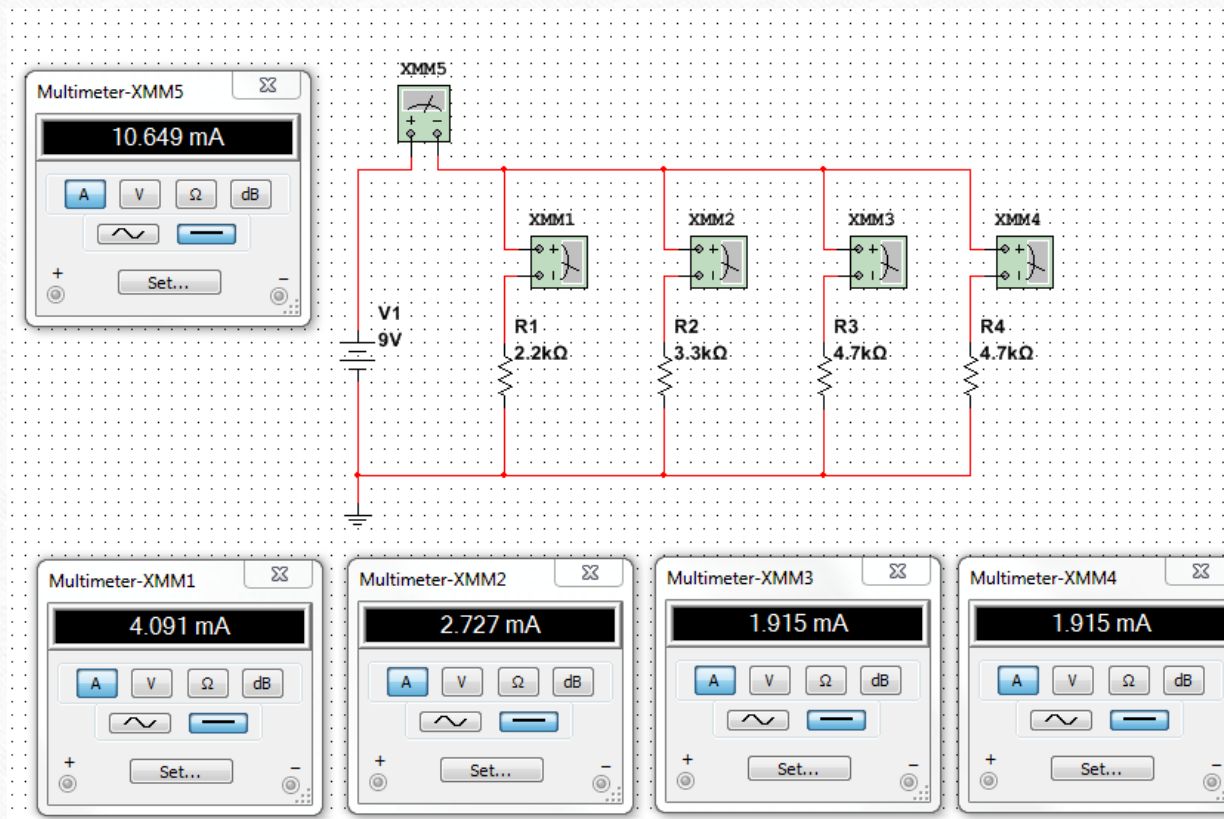 XMM5
Multimeter-XMM5
10.649 mA
A V Ω dB
+ −
Set...
+ −
XMM1 XMM2 XMM3 XMM4
+ + + +
V1
9V
R1
2.2kΩ
R2
3.3kΩ
R3
4.7kΩ
R4
4.7kΩ
Multimeter-XMM1
4.091 mA
A V Ω dB
Set...
+ −
Multimeter-XMM2
2.727 mA
A V Ω dB
Set...
+ −
Multimeter-XMM3
1.915 mA
A V Ω dB
Set...
+ −
Multimeter-XMM4
1.915 mA
A V Ω dB
Set...
+ −